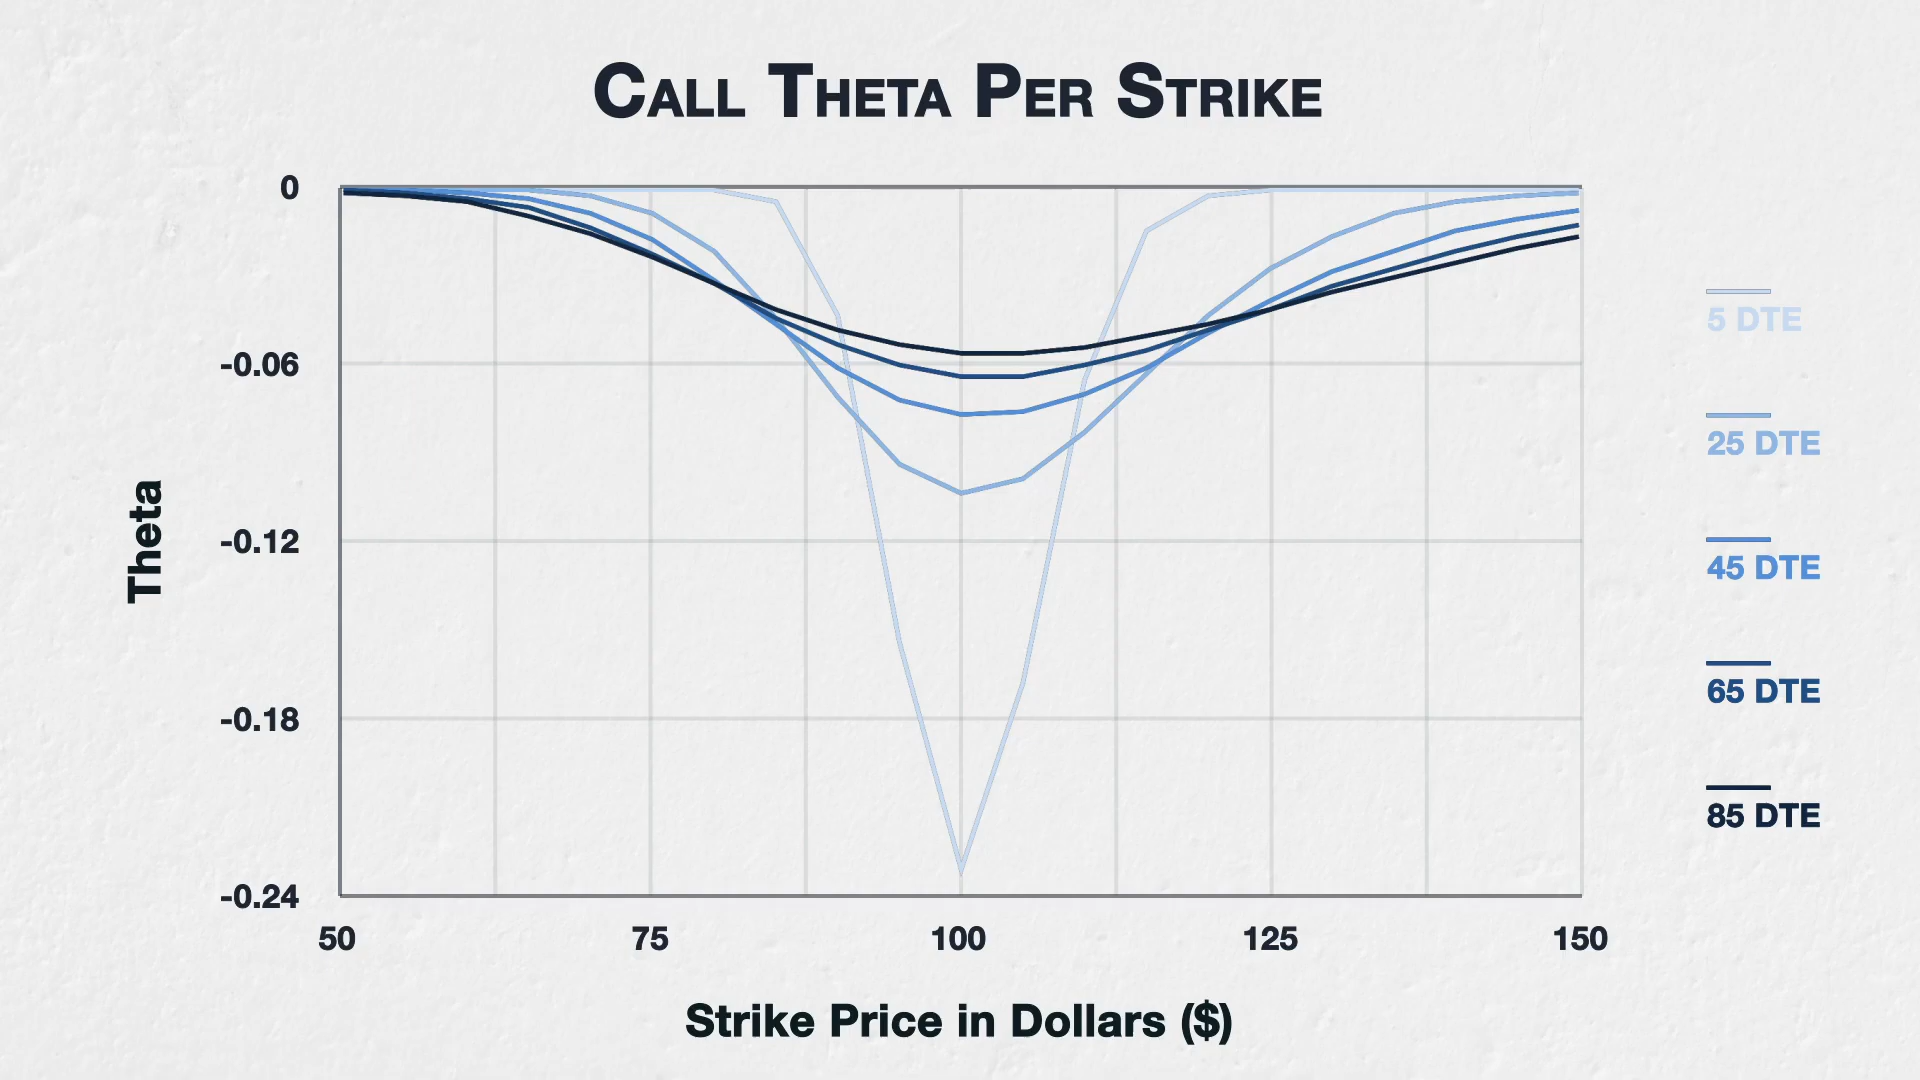 Call Theta Per Strike
0
-0.06
-0.12
-0.18
-0.24
Theta
50 75 100 125 150
Strike Price in Dollars ($)
5 DTE
25 DTE
45 DTE
65 DTE
85 DTE